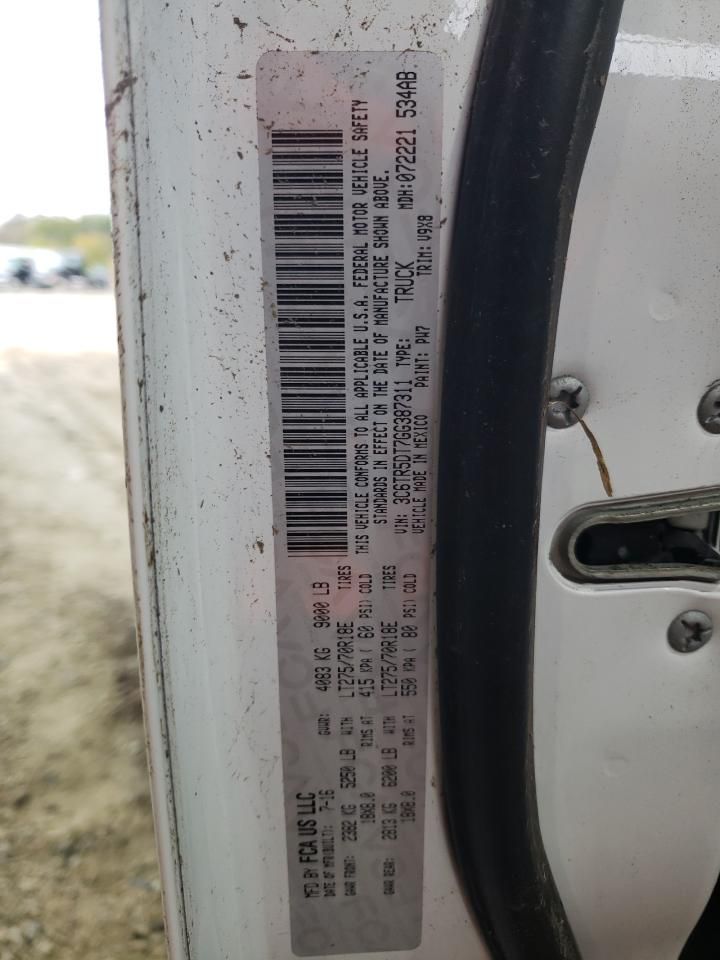 MFD BY FCA US LLC
DATE OF MFR(BUILT): 7-16
GVWR: 4083 KG 9000 LB
GAWR FRONT: 2382 KG 5250 LB WITH LT275/70R18E TIRES
18X8.0 RIMS AT 415 KPA ( 60 PSI) COLD
GAWR REAR: 2813 KG 6200 LB WITH LT275/70R18E TIRES
18X8.0 RIMS AT 550 KPA ( 80 PSI) COLD
THIS VEHICLE CONFORMS TO ALL APPLICABLE U.S.A. FEDERAL MOTOR VEHICLE SAFETY
STANDARDS IN EFFECT ON THE DATE OF MANUFACTURE SHOWN ABOVE.
VIN: 3C6TR5DT7GG387311 TYPE: TRUCK MDH:072221 534AB
VEHICLE MADE IN MEXICO PAINT: PW7 TRIM: V9X8